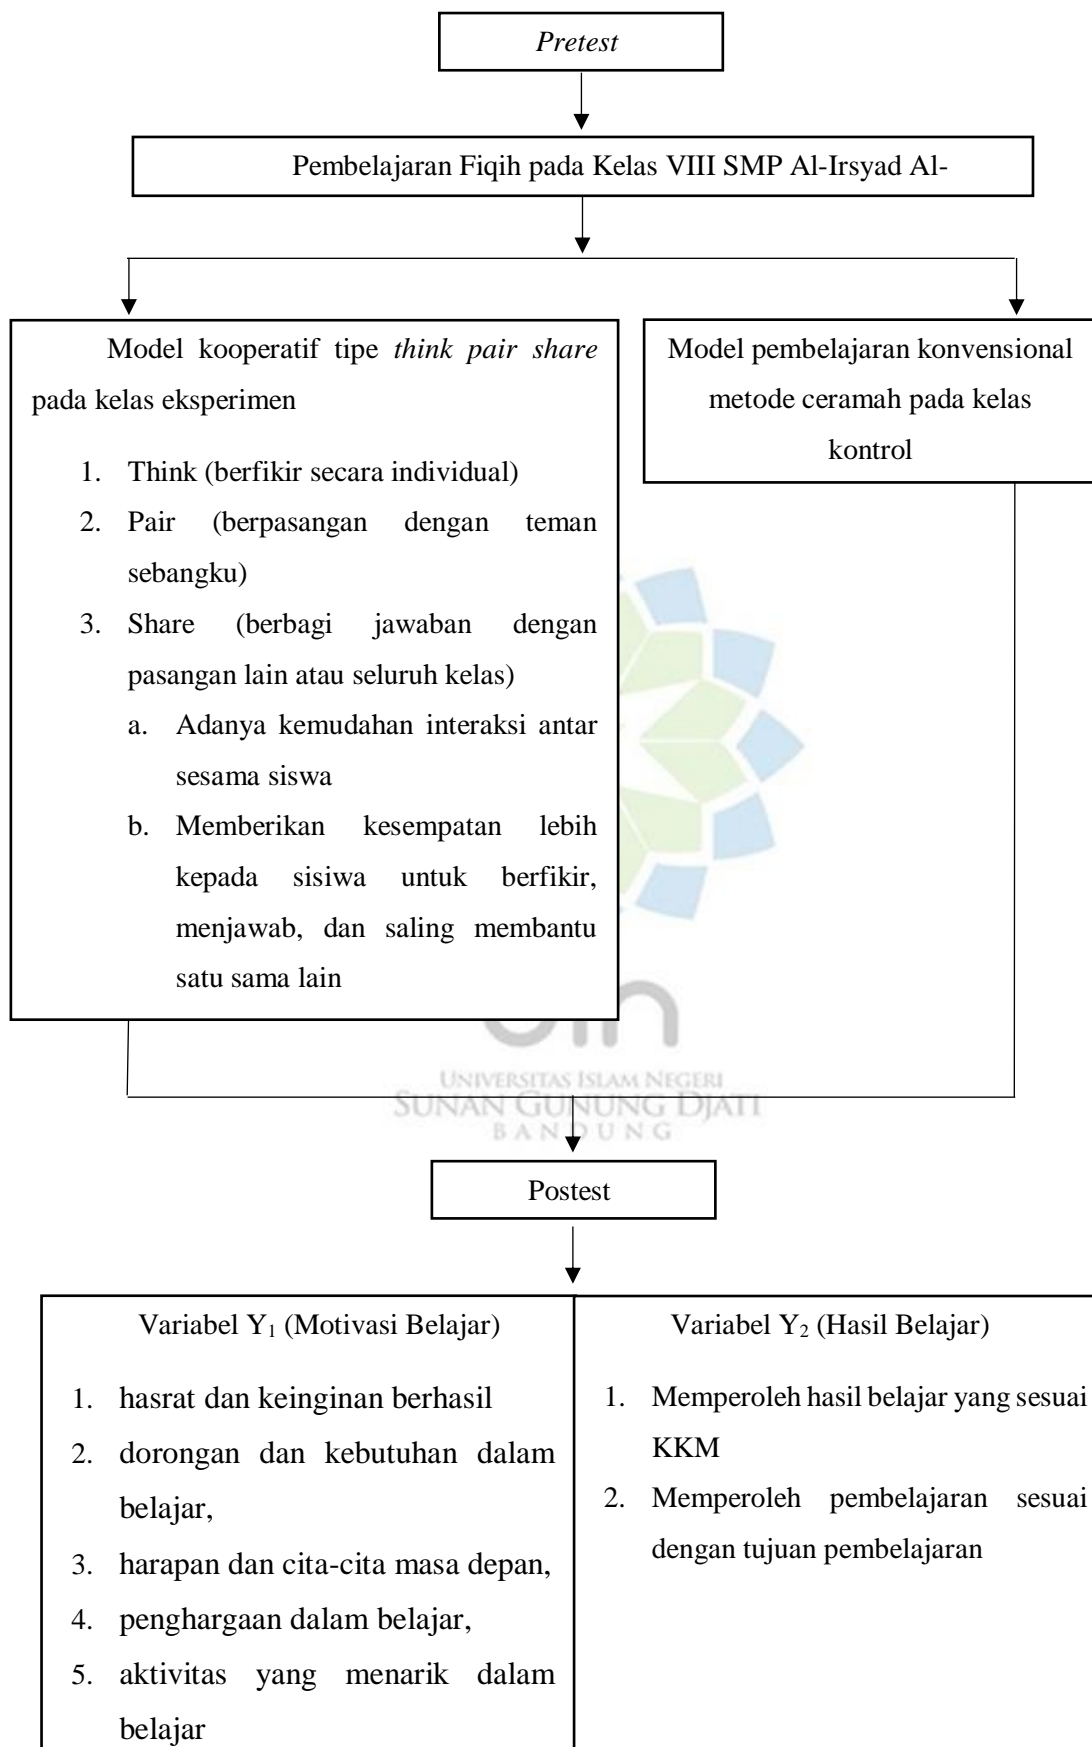 Pretest
Pembelajaran Fiqih pada Kelas VIII SMP Al-Irsyad Al-
Model kooperatif tipe think pair share
pada kelas eksperimen
1. Think (berfikir secara individual)
2. Pair (berpasangan dengan teman
sebangku)
3. Share (berbagi jawaban dengan
pasangan lain atau seluruh kelas)
a. Adanya kemudahan interaksi antar
sesama siswa
b. Memberikan kesempatan lebih
kepada sisiwa untuk berfikir,
menjawab, dan saling membantu
satu sama lain
Model pembelajaran konvensional
metode ceramah pada kelas
kontrol
uin
UNIVERSITAS ISLAM NEGERI
SUNAN GUNUNG DJATI
BANDUNG
Postest
Variabel Y₁ (Motivasi Belajar)
1. hasrat dan keinginan berhasil
2. dorongan dan kebutuhan dalam
belajar,
3. harapan dan cita-cita masa depan,
4. penghargaan dalam belajar,
5. aktivitas yang menarik dalam
belajar
Variabel Y₂ (Hasil Belajar)
1. Memperoleh hasil belajar yang sesuai
KKM
2. Memperoleh pembelajaran sesuai
dengan tujuan pembelajaran